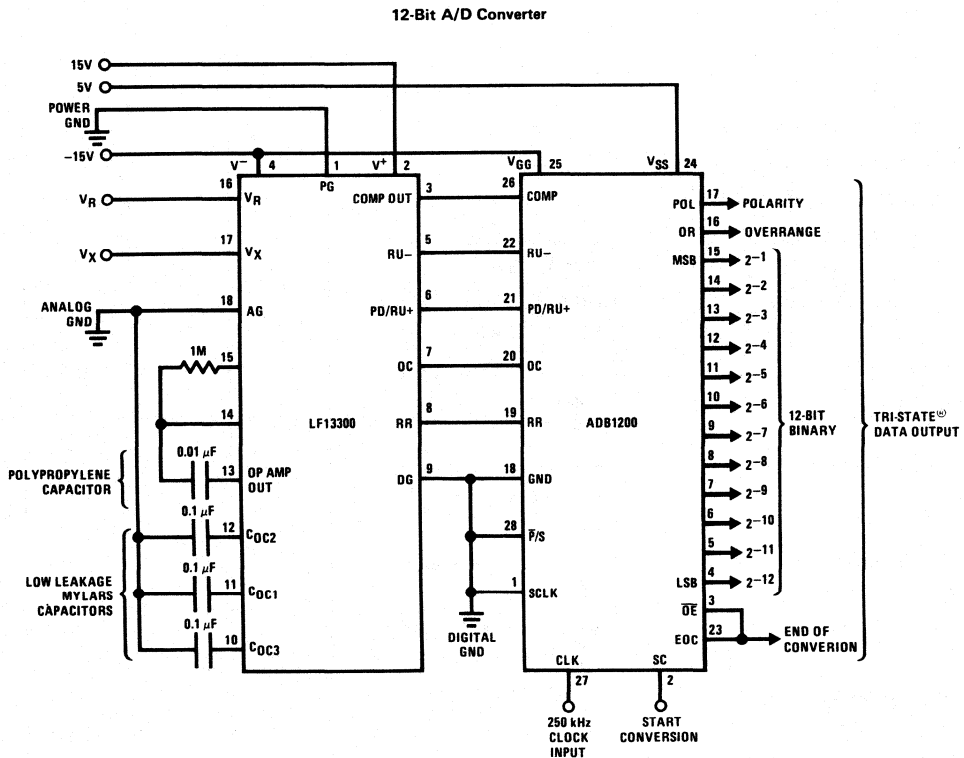 12-Bit A/D Converter
15V
5V
POWER
GND
–15V
V–
4
1
V+
2
VGG
25
VSS
24
16
VR
VR
PG
COMP OUT
3
26
COMP
POL
17
POLARITY
OR
16
OVERRANGE
17
VX
VX
RU–
5
22
RU–
MSB
15
2–1
14
2–2
ANALOG
GND
18
AG
PD/RU+
6
21
PD/RU+
13
2–3
12
2–4
1M
15
OC
7
20
OC
11
2–5
10
2–6
14
LF13300
RR
8
19
RR
ADB1200
9
2–7
12-BIT
BINARY
TRI-STATE®
DATA OUTPUT
POLYPROPYLENE
CAPACITOR
0.01 µF
13
OP AMP
OUT
DG
9
18
GND
8
2–8
7
2–9
0.1 µF
12
COC2
28
P̅/S
6
2–10
5
2–11
LOW LEAKAGE
MYLARS
CAPACITORS
0.1 µF
11
COC1
1
SCLK
LSB
4
2–12
0.1 µF
10
COC3
DIGITAL
GND
O̅E̅
3
EOC
23
END OF
CONVERION
CLK
27
SC
2
250 kHz
CLOCK
INPUT
START
CONVERSION